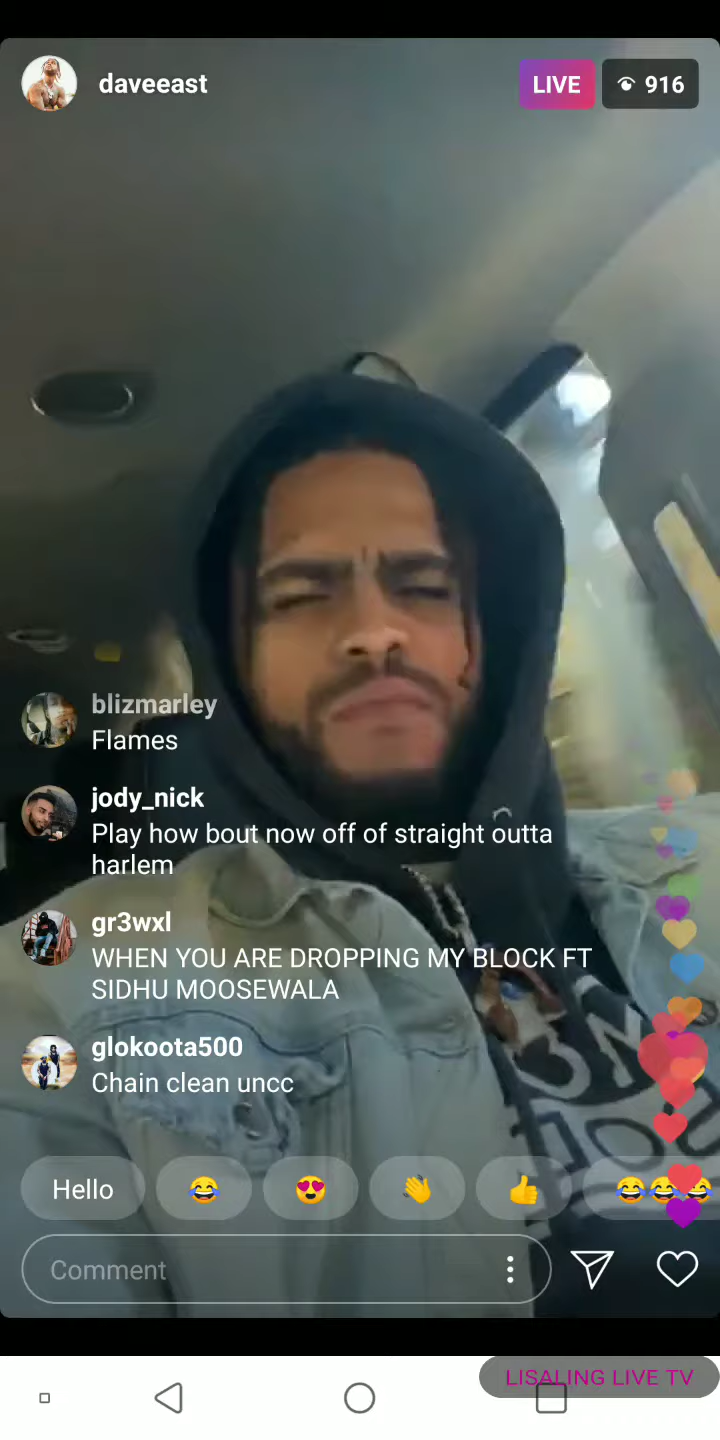 daveeast
LIVE
916
blizmarley
Flames
jody_nick
Play how bout now off of straight outta
harlem
gr3wxl
WHEN YOU ARE DROPPING MY BLOCK FT
SIDHU MOOSEWALA
glokoota500
Chain clean uncc
Hello
Comment
LISALING LIVE TV